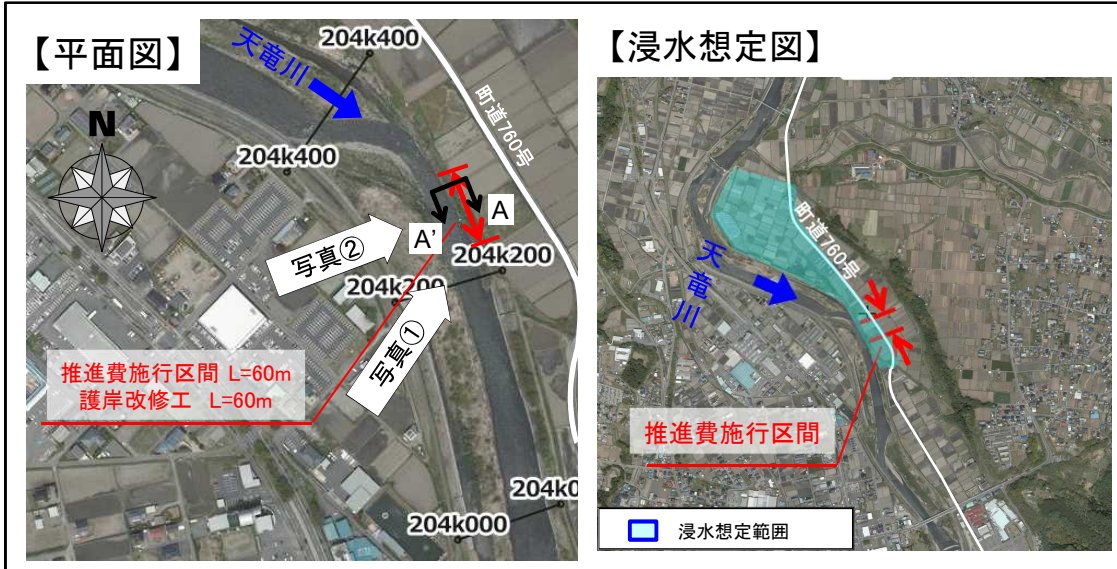 【平面図】
天竜川
204k400
204k400
町道760号
N
A
A'
写真②
204k200
204k200
写真①
推進費施行区間 L=60m
護岸改修工 L=60m
204k0
204k000
【浸水想定図】
天竜川
町道760号
推進費施行区間
浸水想定範囲